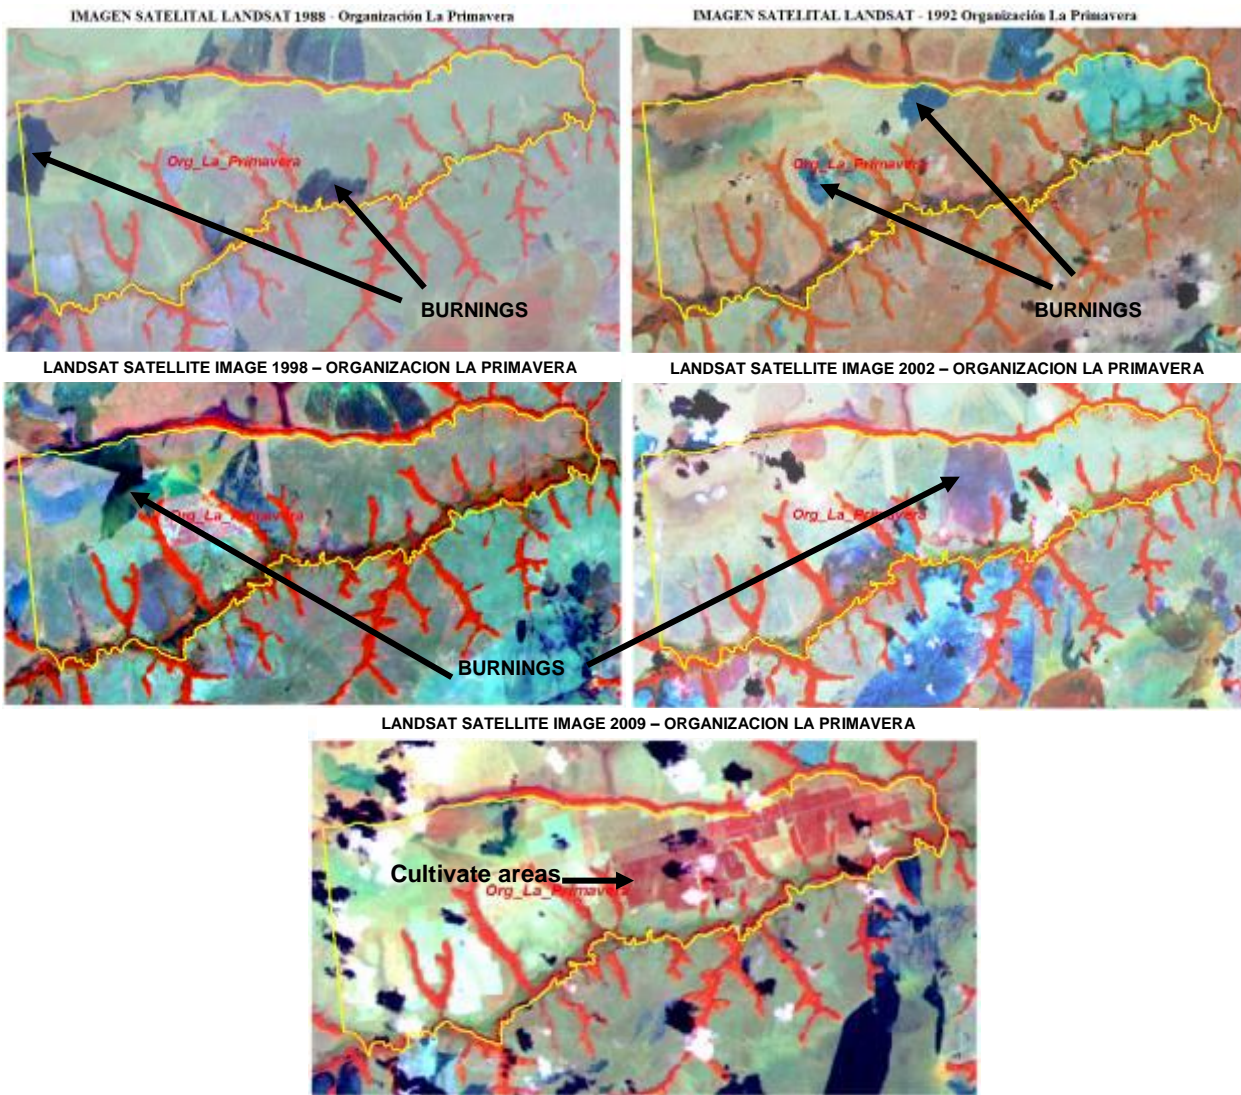 IMAGEN SATELITAL LANDSAT 1988 - Organización La Primavera
IMAGEN SATELITAL LANDSAT - 1992 Organización La Primavera
Org_La_Primavera
BURNINGS
Org_La_Primavera
BURNINGS
LANDSAT SATELLITE IMAGE 1998 – ORGANIZACION LA PRIMAVERA
LANDSAT SATELLITE IMAGE 2002 – ORGANIZACION LA PRIMAVERA
Org_La_Primavera
Org_La_Primavera
BURNINGS
LANDSAT SATELLITE IMAGE 2009 – ORGANIZACION LA PRIMAVERA
Cultivate areas
Org_La_Primavera